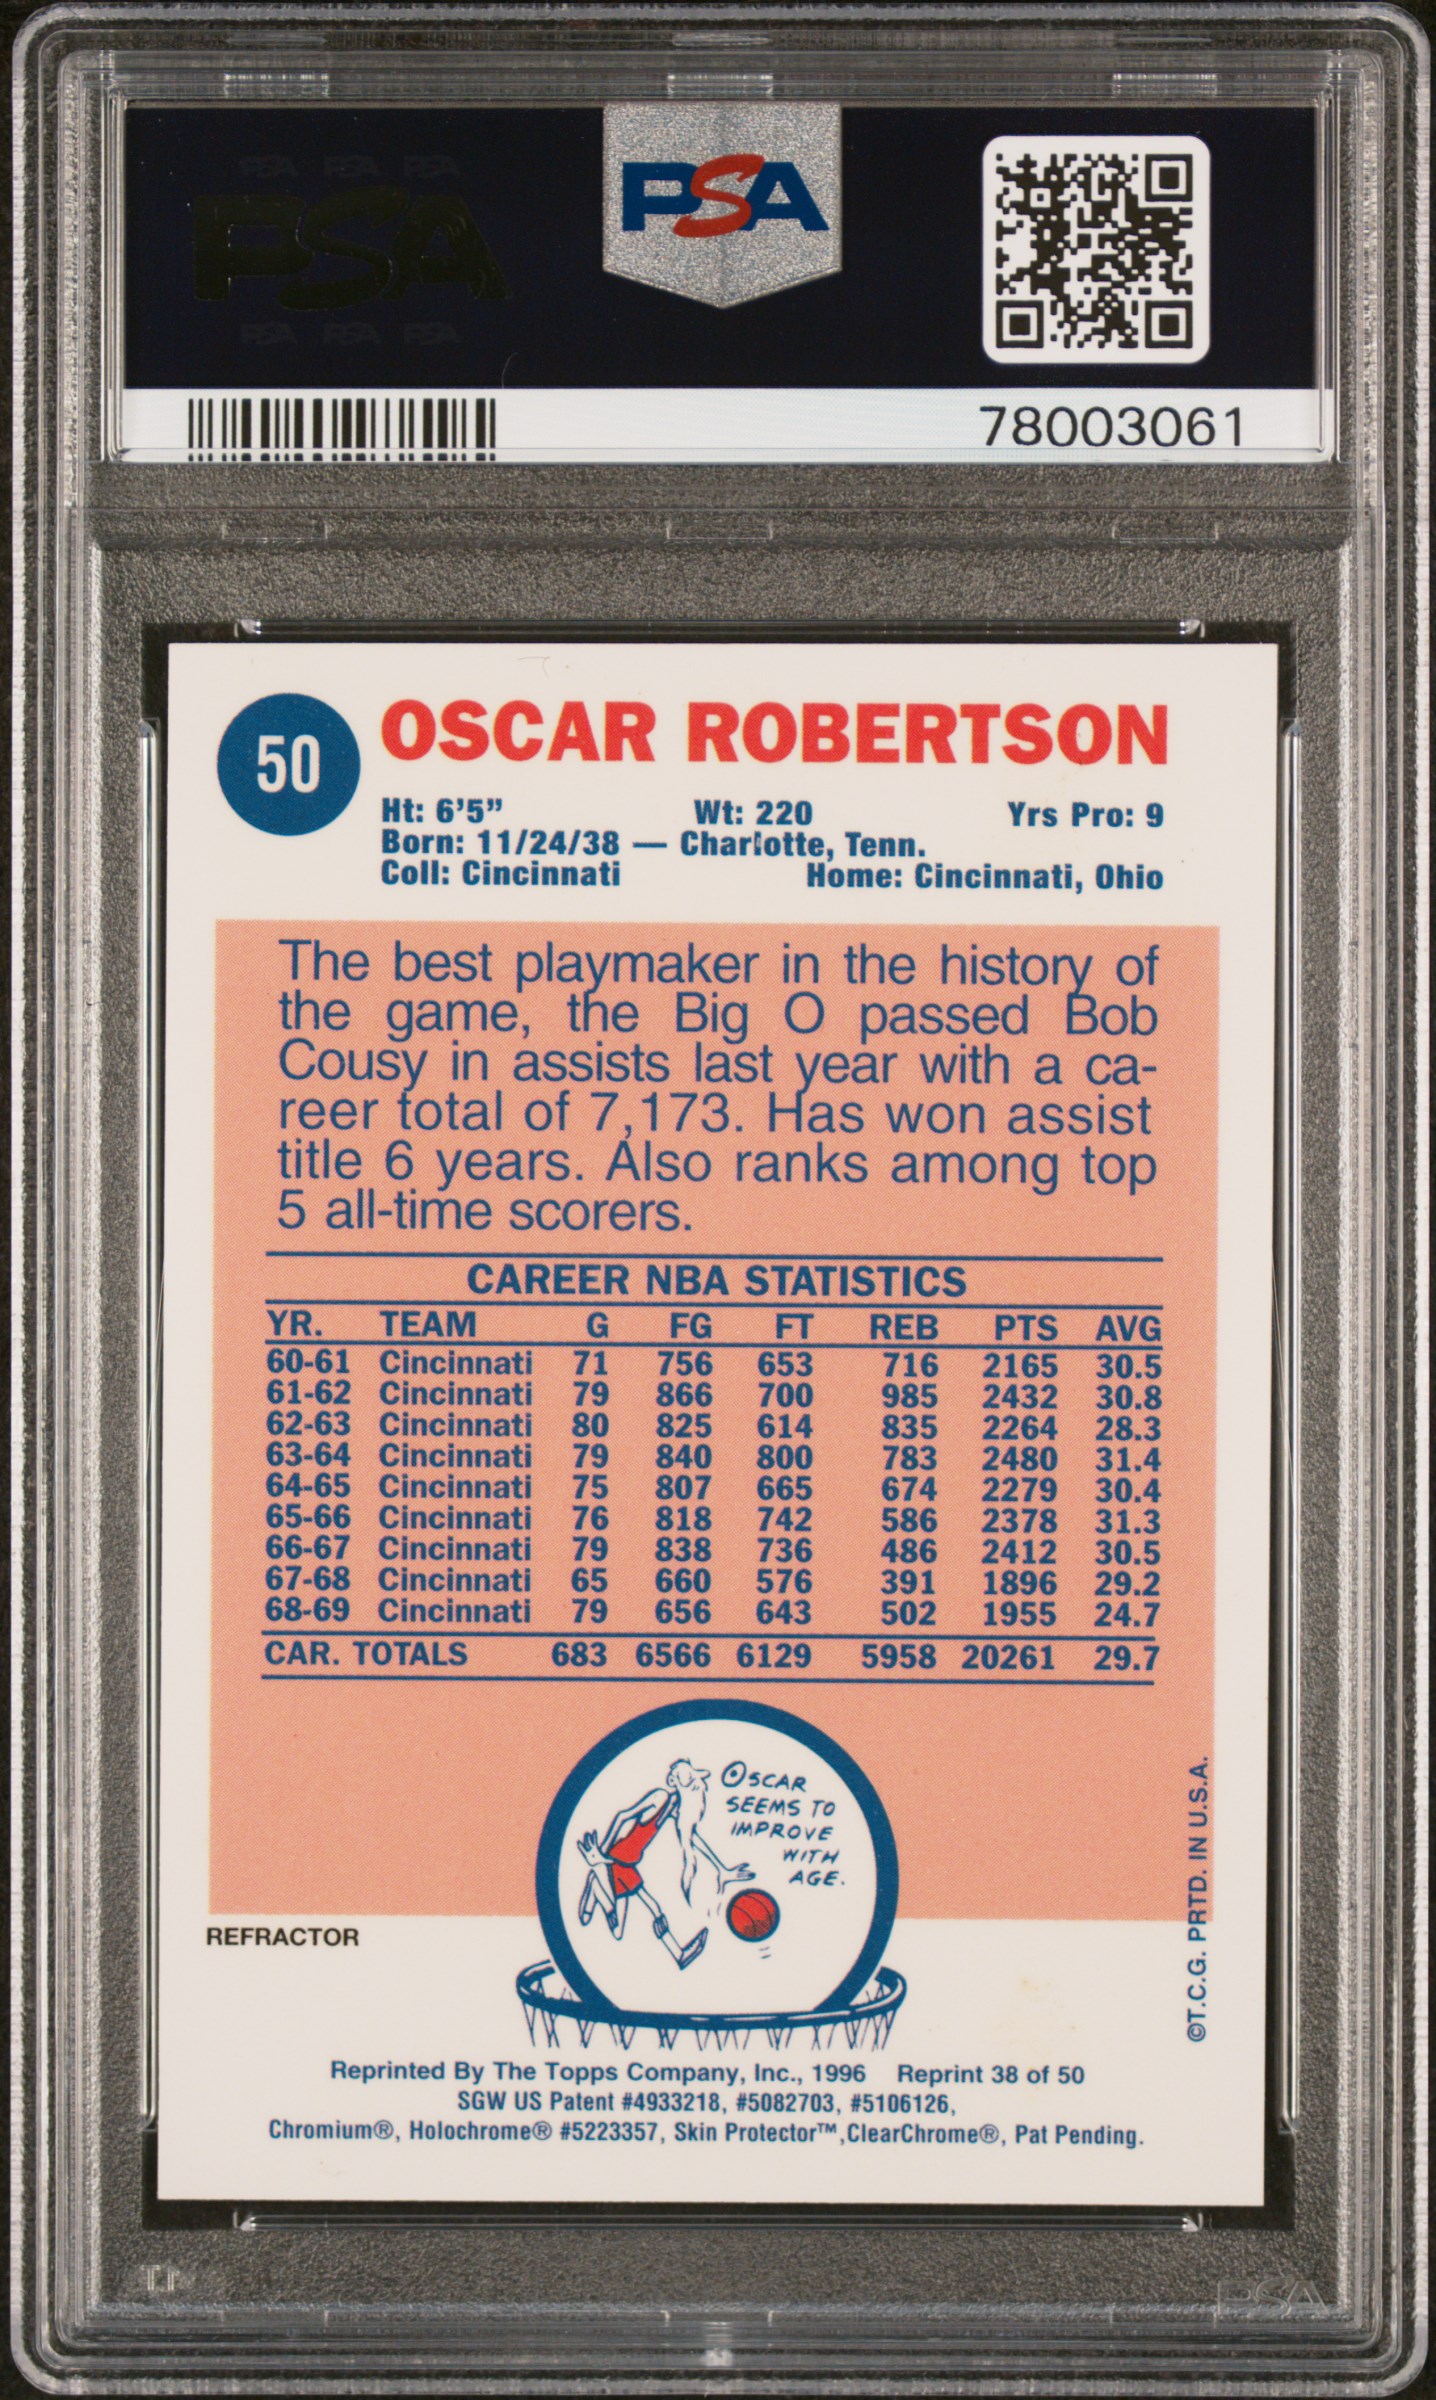 PSA PSA PSA
PSA
PSA PSA PSA
PSA
78003061
50
OSCAR ROBERTSON
Ht: 6'5" Wt: 220 Yrs Pro: 9
Born: 11/24/38 — Charlotte, Tenn.
Coll: Cincinnati Home: Cincinnati, Ohio
The best playmaker in the history of
the game, the Big O passed Bob
Cousy in assists last year with a ca-
reer total of 7,173. Has won assist
title 6 years. Also ranks among top
5 all-time scorers.
CAREER NBA STATISTICS
YR. TEAM G FG FT REB PTS AVG
60-61 Cincinnati 71 756 653 716 2165 30.5
61-62 Cincinnati 79 866 700 985 2432 30.8
62-63 Cincinnati 80 825 614 835 2264 28.3
63-64 Cincinnati 79 840 800 783 2480 31.4
64-65 Cincinnati 75 807 665 674 2279 30.4
65-66 Cincinnati 76 818 742 586 2378 31.3
66-67 Cincinnati 79 838 736 486 2412 30.5
67-68 Cincinnati 65 660 576 391 1896 29.2
68-69 Cincinnati 79 656 643 502 1955 24.7
CAR. TOTALS 683 6566 6129 5958 20261 29.7
OSCAR
SEEMS TO
IMPROVE
WITH
AGE.
©T.C.G. PRTD. IN U.S.A.
REFRACTOR
Reprinted By The Topps Company, Inc., 1996 Reprint 38 of 50
SGW US Patent #4933218, #5082703, #5106126,
Chromium®, Holochrome® #5223357, Skin Protector™,ClearChrome®, Pat Pending.
PSA